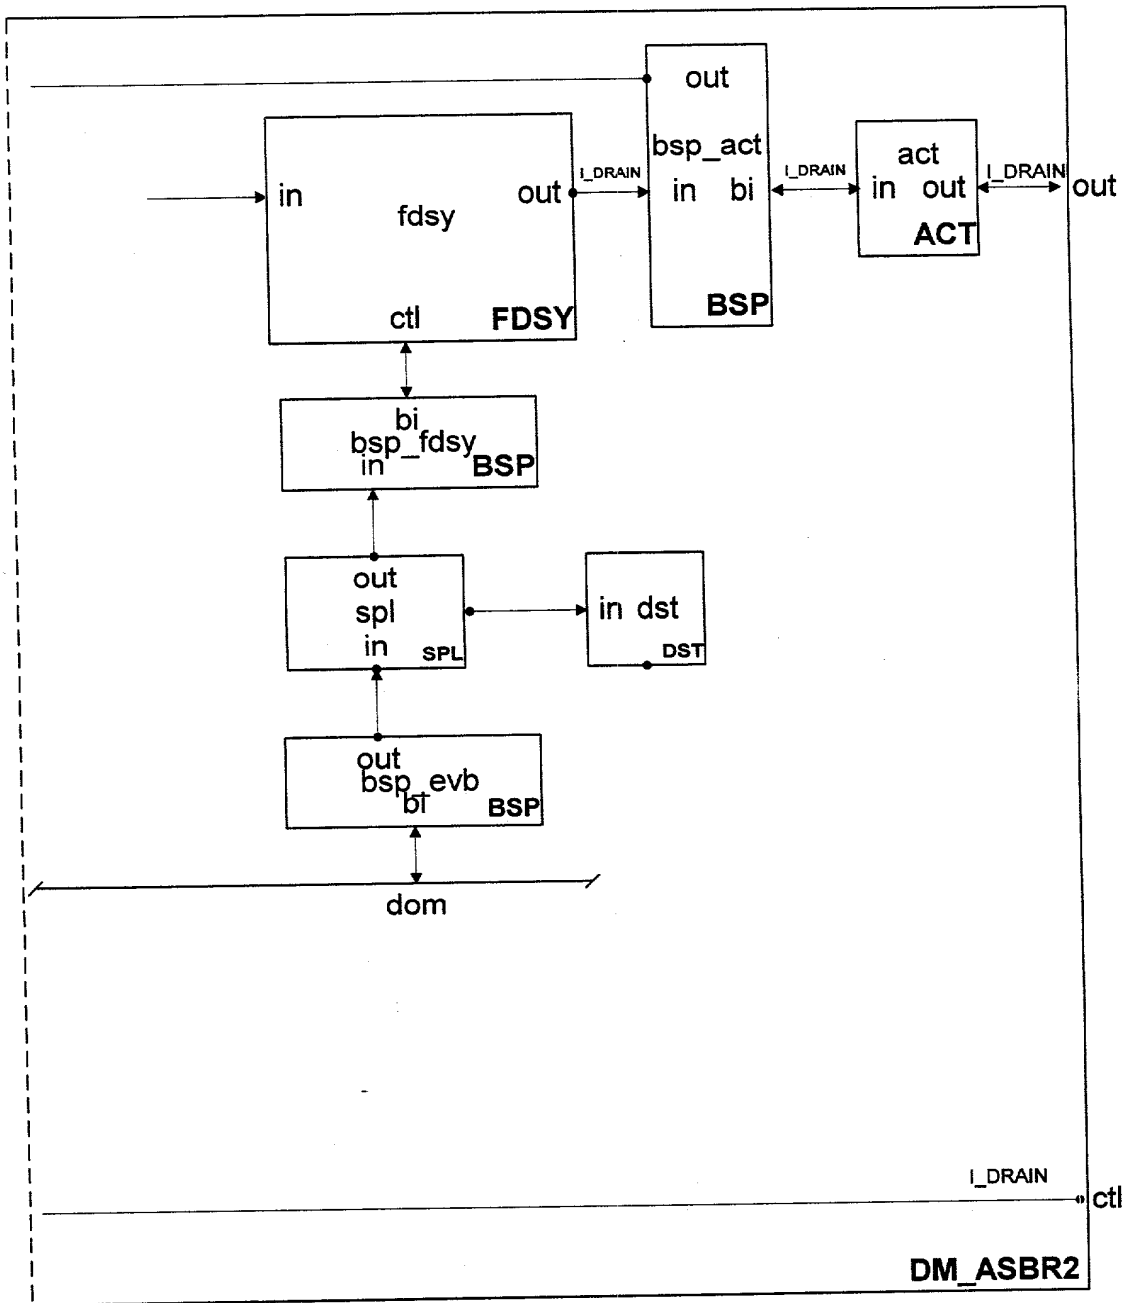 out
bsp_act
in bi
BSP
in
fdsy
out
ctl
FDSY
I_DRAIN
I_DRAIN
act
in out
ACT
I_DRAIN
out
bi
bsp_fdsy
in
BSP
out
spl
in
SPL
in dst
DST
out
bsp_evb
bi
BSP
dom
I_DRAIN
ctl
DM_ASBR2